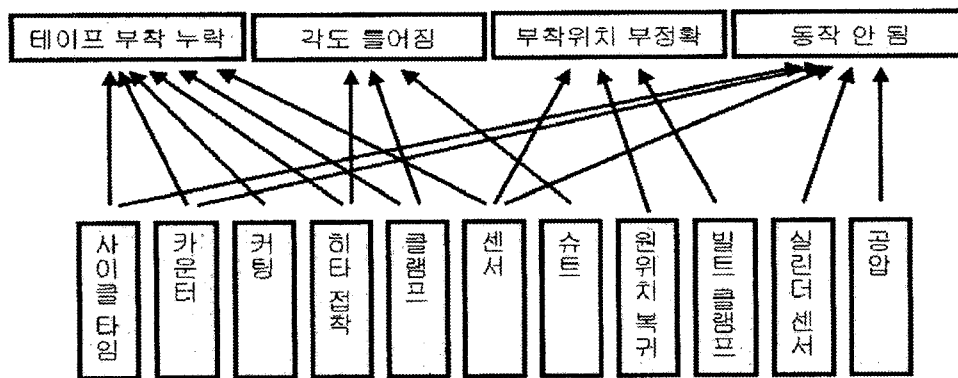 테이프 부착 누락
각도 틀어짐
부착위치 부정확
동작 안 됨
사이클 타임
카운터
커팅
히타 접착
클램프
센서
슈트
원위치 복귀
빌트 클램프
실린더 센서
공압